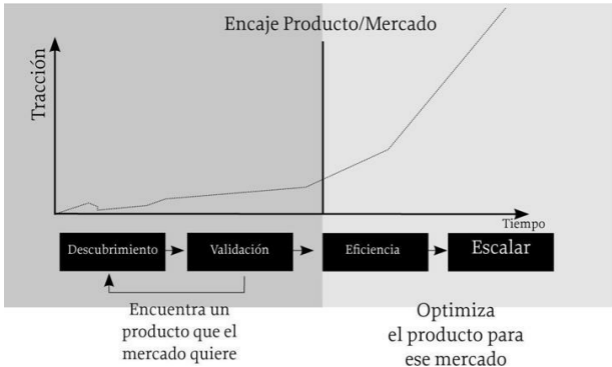 Encaje Producto/Mercado
Tracción
Tiempo
Descubrimiento
Validación
Eficiencia
Escalar
Encuentra un
producto que el
mercado quiere
Optimiza
el producto para
ese mercado